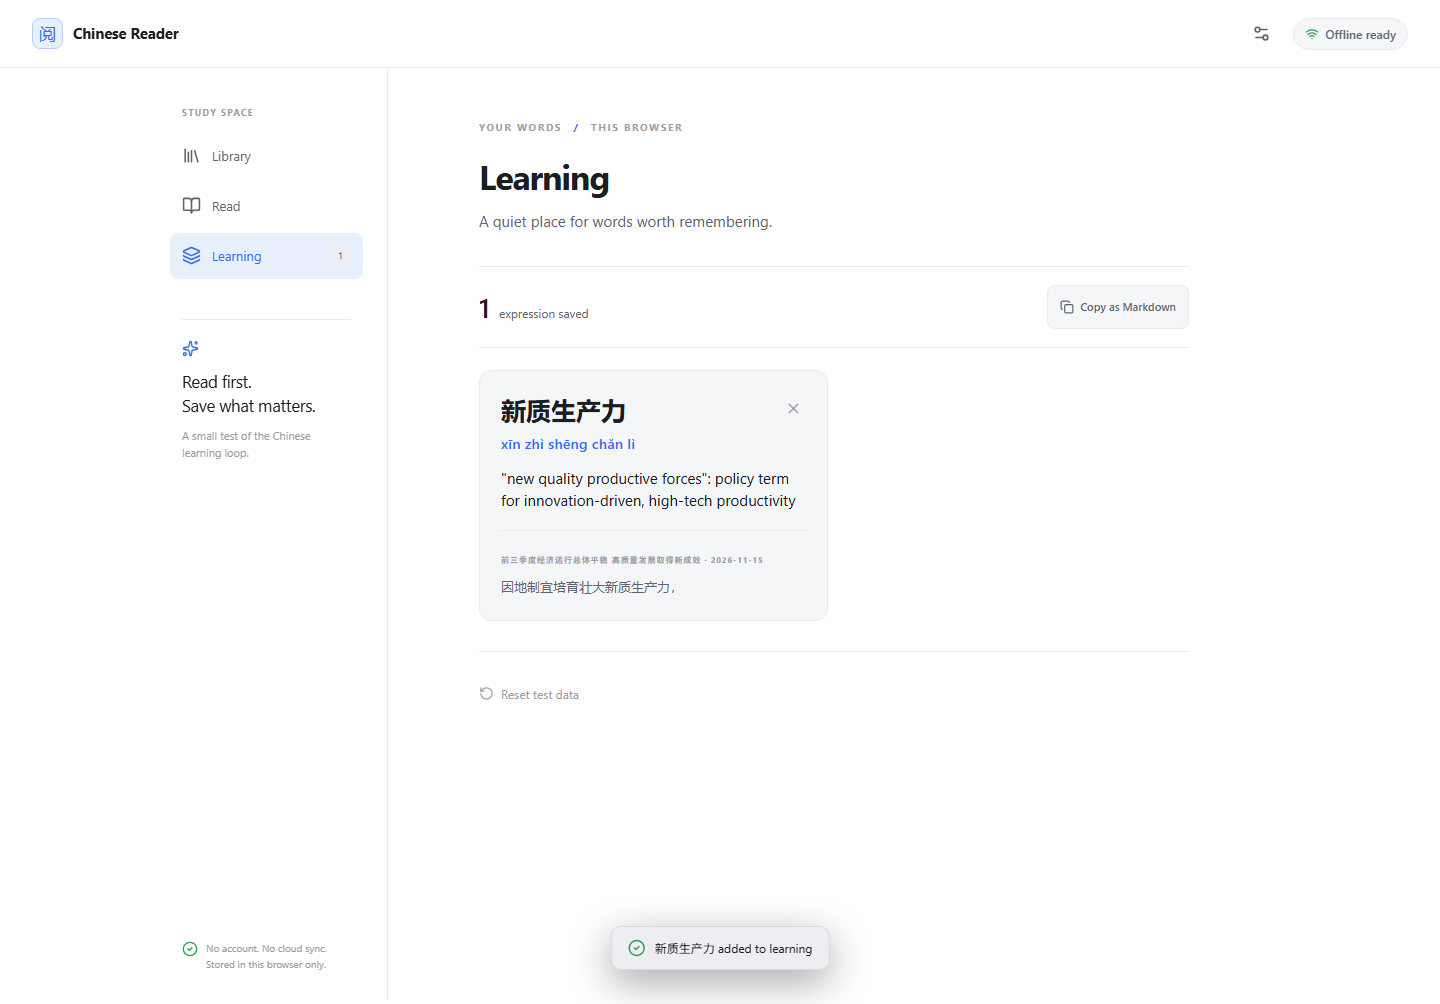 阅 Chinese Reader
Offline ready
STUDY SPACE
Library
Read
Learning 1
Read first.
Save what matters.
A small test of the Chinese
learning loop.
No account. No cloud sync.
Stored in this browser only.
YOUR WORDS / THIS BROWSER
Learning
A quiet place for words worth remembering.
1 expression saved
Copy as Markdown
新质生产力
xīn zhì shēng chǎn lì
"new quality productive forces": policy term
for innovation-driven, high-tech productivity
前三季度经济运行总体平稳 高质量发展取得新成效 · 2026-11-15
因地制宜培育壮大新质生产力，
Reset test data
新质生产力 added to learning